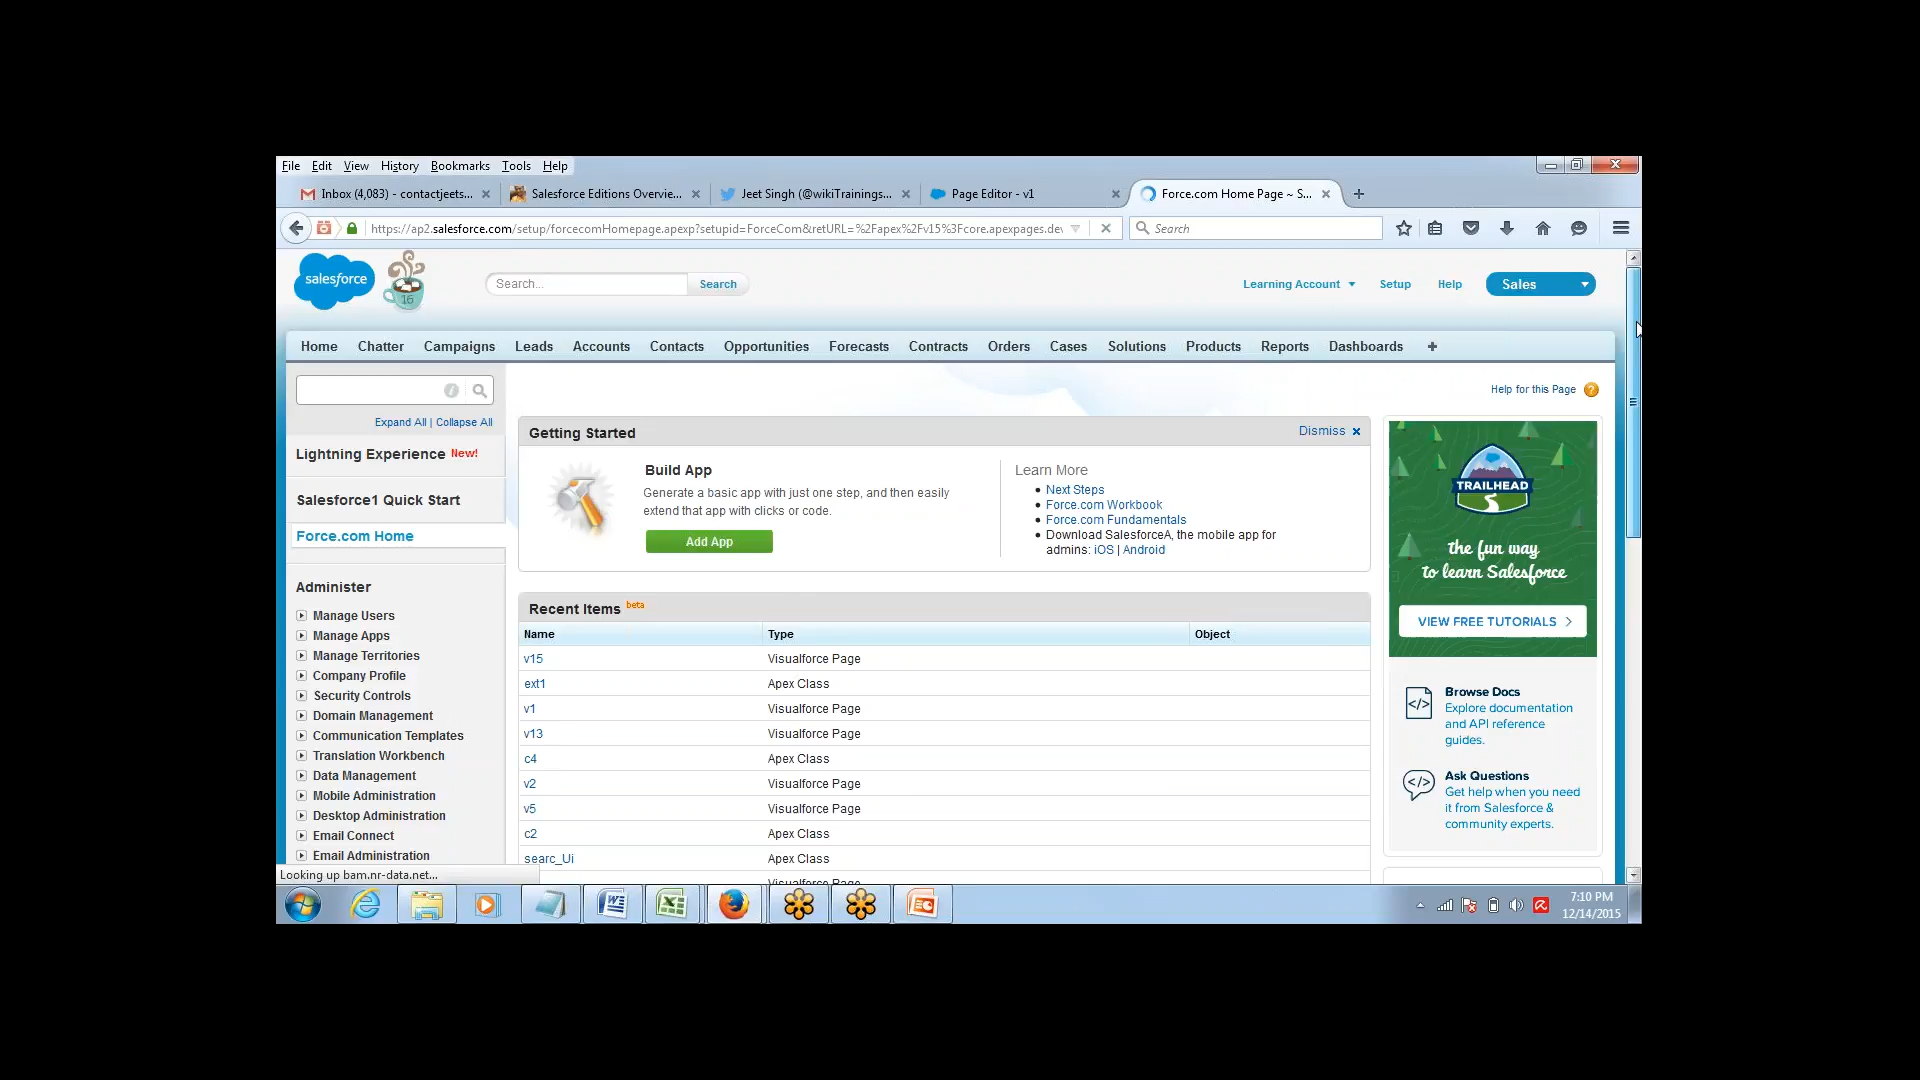 File Edit View History Bookmarks Tools Help
Inbox (4,083) - contactjeets...
Salesforce Editions Overvie...
Jeet Singh (@wikiTrainings...
Page Editor - v1
Force.com Home Page ~ S...
https://ap2.salesforce.com/setup/forcecomHomepage.apexp?setupid=ForceCom&retURL=%2Fapex%2Fv15%3Fcore.apexpages.dev
Search
salesforce
16
Search...
Search
Learning Account
Setup
Help
Sales
Home Chatter Campaigns Leads Accounts Contacts Opportunities Forecasts Contracts Orders Cases Solutions Products Reports Dashboards +
Help for this Page ?
Expand All | Collapse All
Lightning Experience New!
Salesforce1 Quick Start
Force.com Home
Administer
Manage Users
Manage Apps
Manage Territories
Company Profile
Security Controls
Domain Management
Communication Templates
Translation Workbench
Data Management
Mobile Administration
Desktop Administration
Email Connect
Email Administration
Getting Started
Dismiss
Build App
Generate a basic app with just one step, and then easily
extend that app with clicks or code.
Add App
Learn More
Next Steps
Force.com Workbook
Force.com Fundamentals
Download SalesforceA, the mobile app for
admins: iOS | Android
Recent Items beta
Name Type Object
v15 Visualforce Page
ext1 Apex Class
v1 Visualforce Page
v13 Visualforce Page
c4 Apex Class
v2 Visualforce Page
v5 Visualforce Page
c2 Apex Class
searc_Ui Apex Class
Visualforce Page
TRAILHEAD
the fun way
to learn Salesforce
VIEW FREE TUTORIALS
Browse Docs
Explore documentation
and API reference
guides.
Ask Questions
Get help when you need
it from Salesforce &
community experts.
Looking up bam.nr-data.net...
7:10 PM
12/14/2015